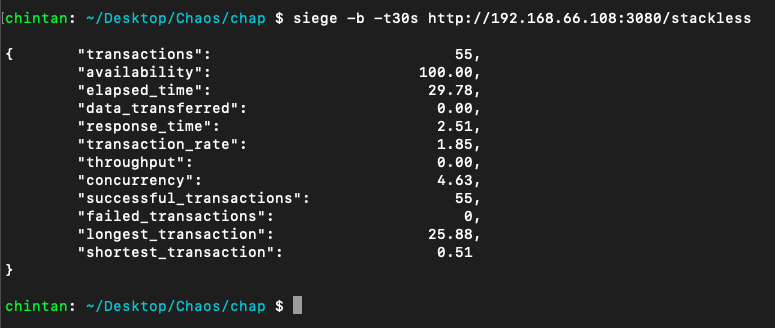 chintan: ~/Desktop/Chaos/chap $ siege -b -t30s http://192.168.66.108:3080/stackless
{ "transactions": 55,
"availability": 100.00,
"elapsed_time": 29.78,
"data_transferred": 0.00,
"response_time": 2.51,
"transaction_rate": 1.85,
"throughput": 0.00,
"concurrency": 4.63,
"successful_transactions": 55,
"failed_transactions": 0,
"longest_transaction": 25.88,
"shortest_transaction": 0.51
}
chintan: ~/Desktop/Chaos/chap $